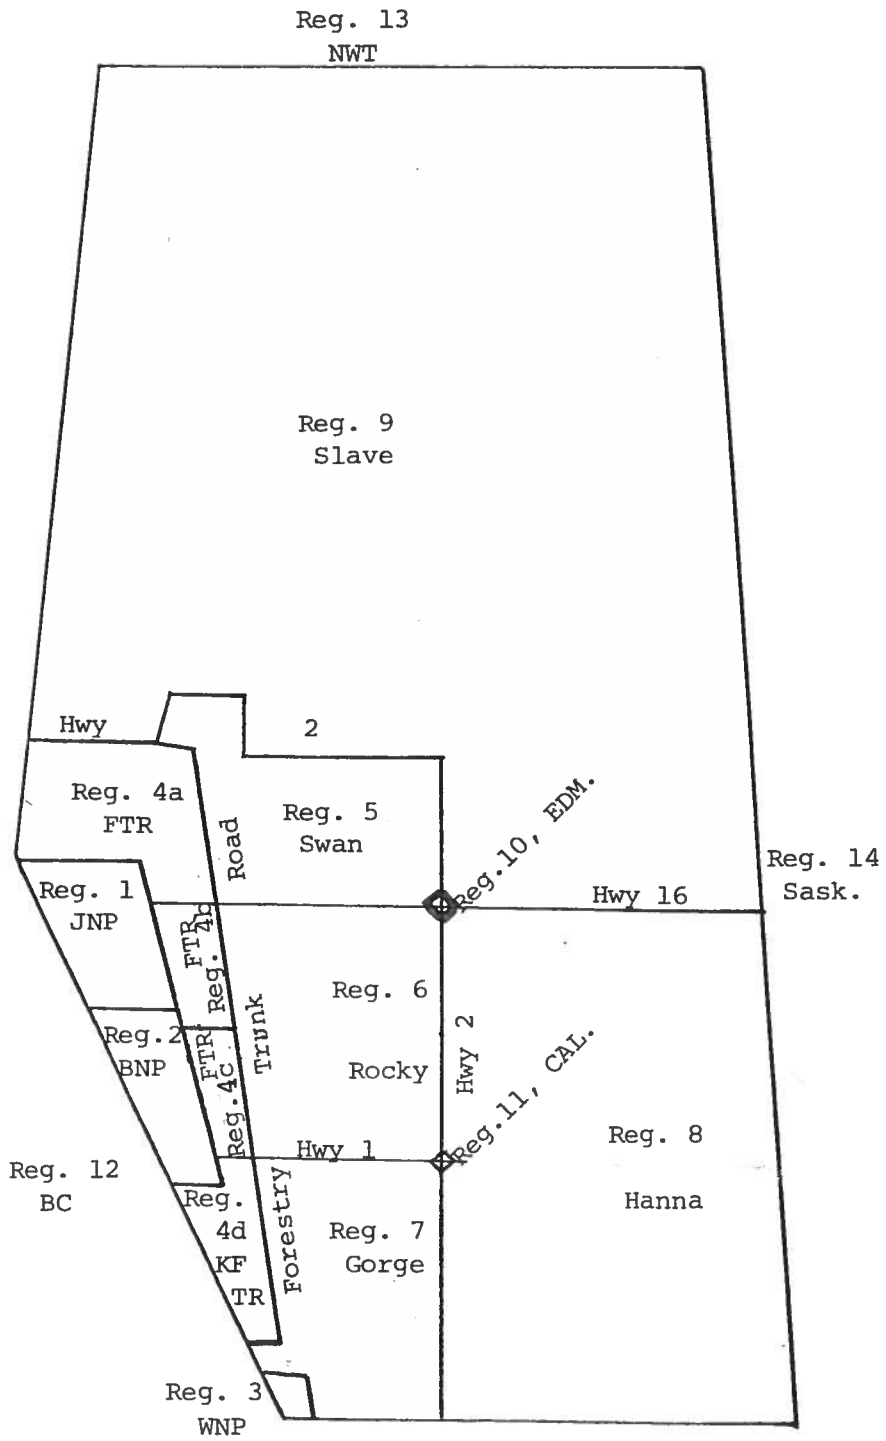 Reg. 13
NWT
Reg. 9
Slave
Hwy
2
Reg. 4a
FTR
Road
Reg. 5
Swan
Reg.10, EDM.
Reg. 14
Sask.
Reg. 1
JNP
Hwy 16
FTR
Reg. 4b
Reg. 6
Rocky
Trunk
Hwy 2
Reg.2
BNP
FTR
Reg.4c
Reg.11, CAL.
Hwy 1
Reg. 8
Hanna
Reg. 12
BC
Reg.
4d
KF
TR
Forestry
Reg. 7
Gorge
Reg. 3
WNP